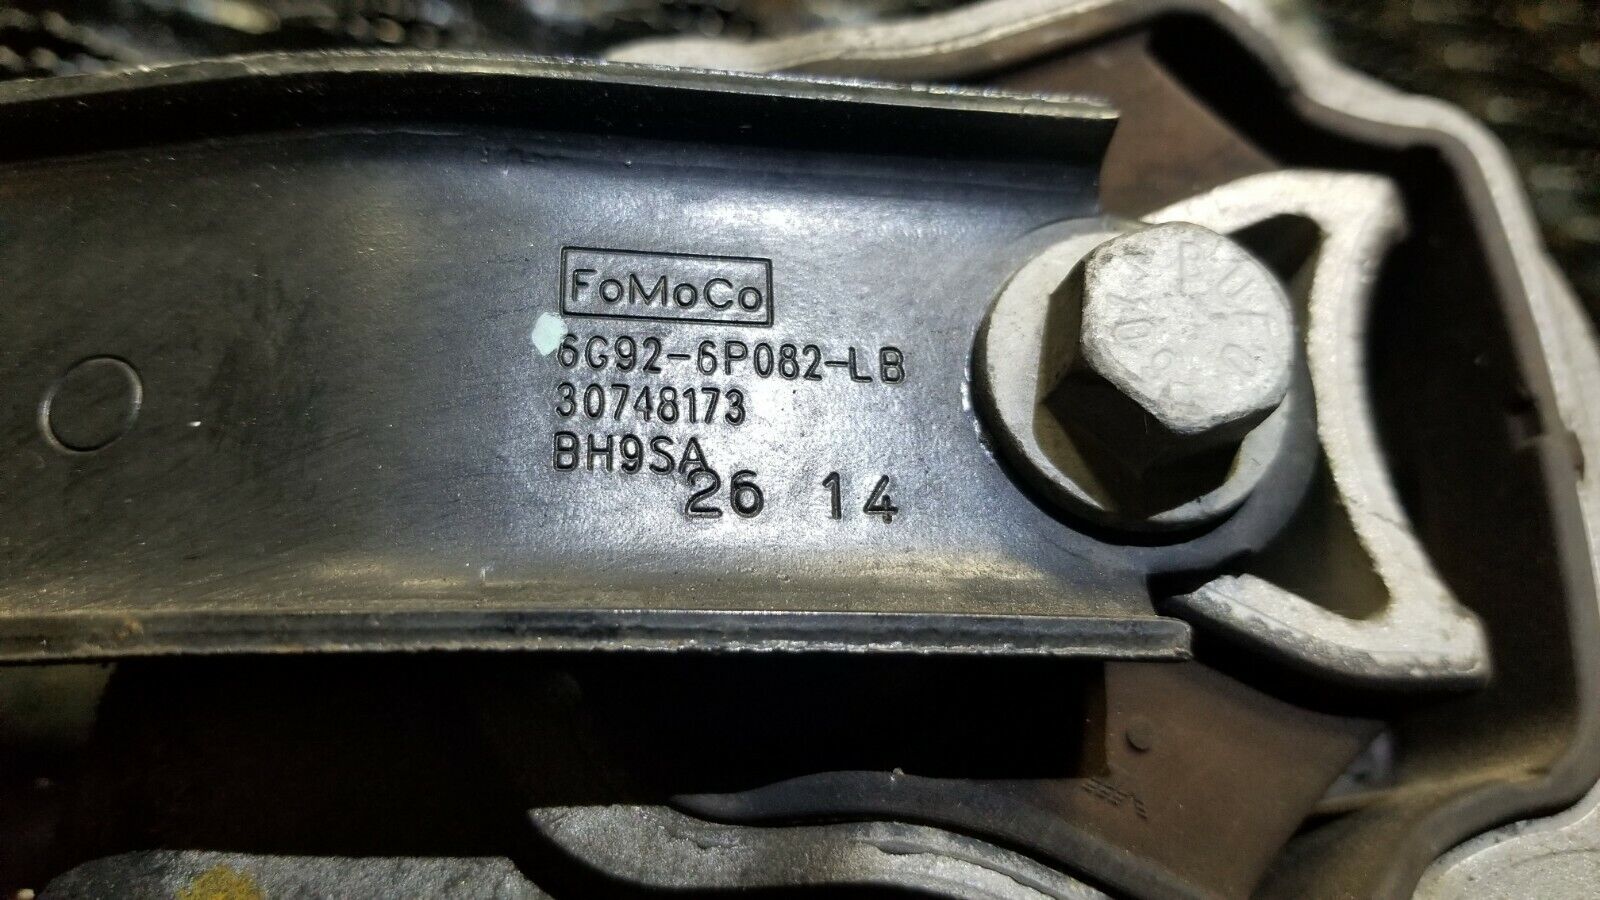 FoMoCo
6G92-6P082-LB
30748173
BH9SA
26 14